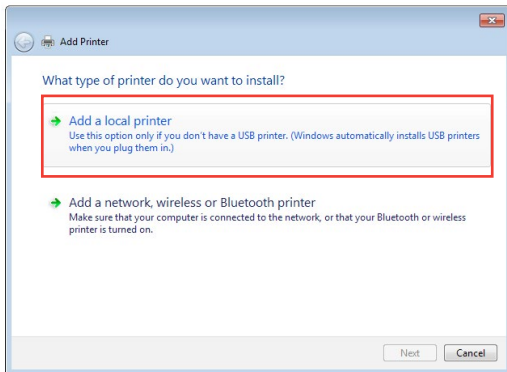 Add Printer
What type of printer do you want to install?
Add a local printer
Use this option only if you don't have a USB printer. (Windows automatically installs USB printers
when you plug them in.)
Add a network, wireless or Bluetooth printer
Make sure that your computer is connected to the network, or that your Bluetooth or wireless
printer is turned on.
Next Cancel